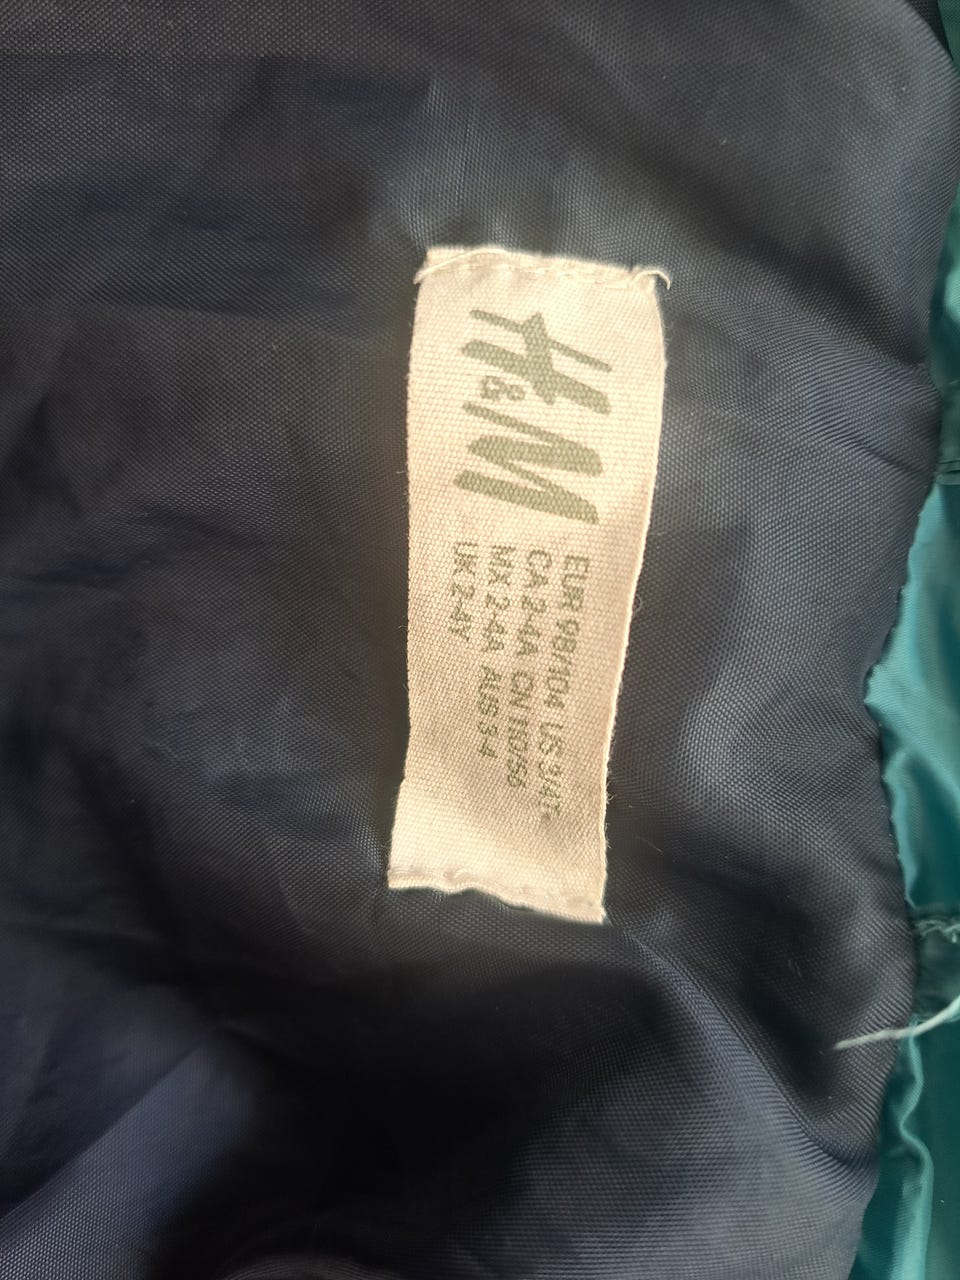 H&M
EUR 98/104 US 3/4T.
CA 2-4A CN 110/56
MX 2-4A AUS 3-4
UK 2-4Y